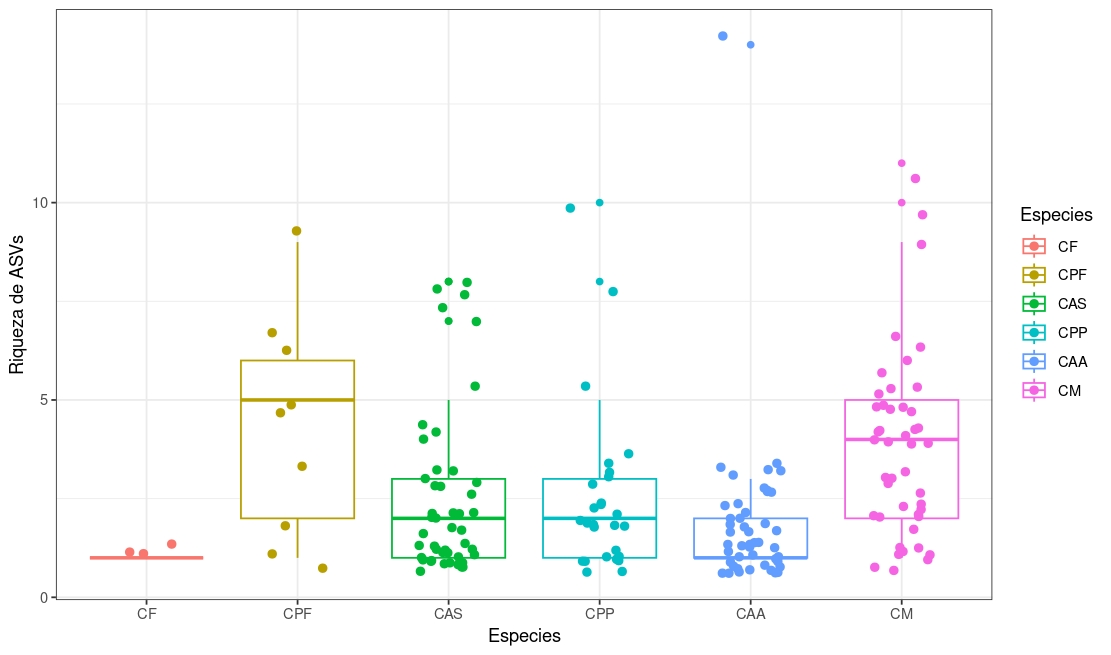 Riqueza de ASVs
10
5
0
CF CPF CAS CPP CAA CM
Especies
Especies
CF
CPF
CAS
CPP
CAA
CM